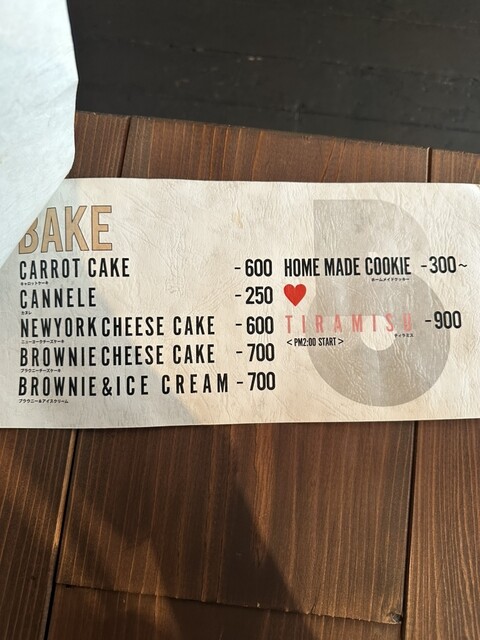 BAKE
CARROT CAKE -600
キャロットケーキ
CANNELE -250
カヌレ
NEWYORK CHEESE CAKE -600
ニューヨークチーズケーキ
BROWNIE CHEESE CAKE -700
ブラウニーチーズケーキ
BROWNIE&ICE CREAM -700
ブラウニー&アイスクリーム
HOME MADE COOKIE -300~
ホームメイドクッキー
TIRAMISU -900
ティラミス
<PM2:00 START>
B